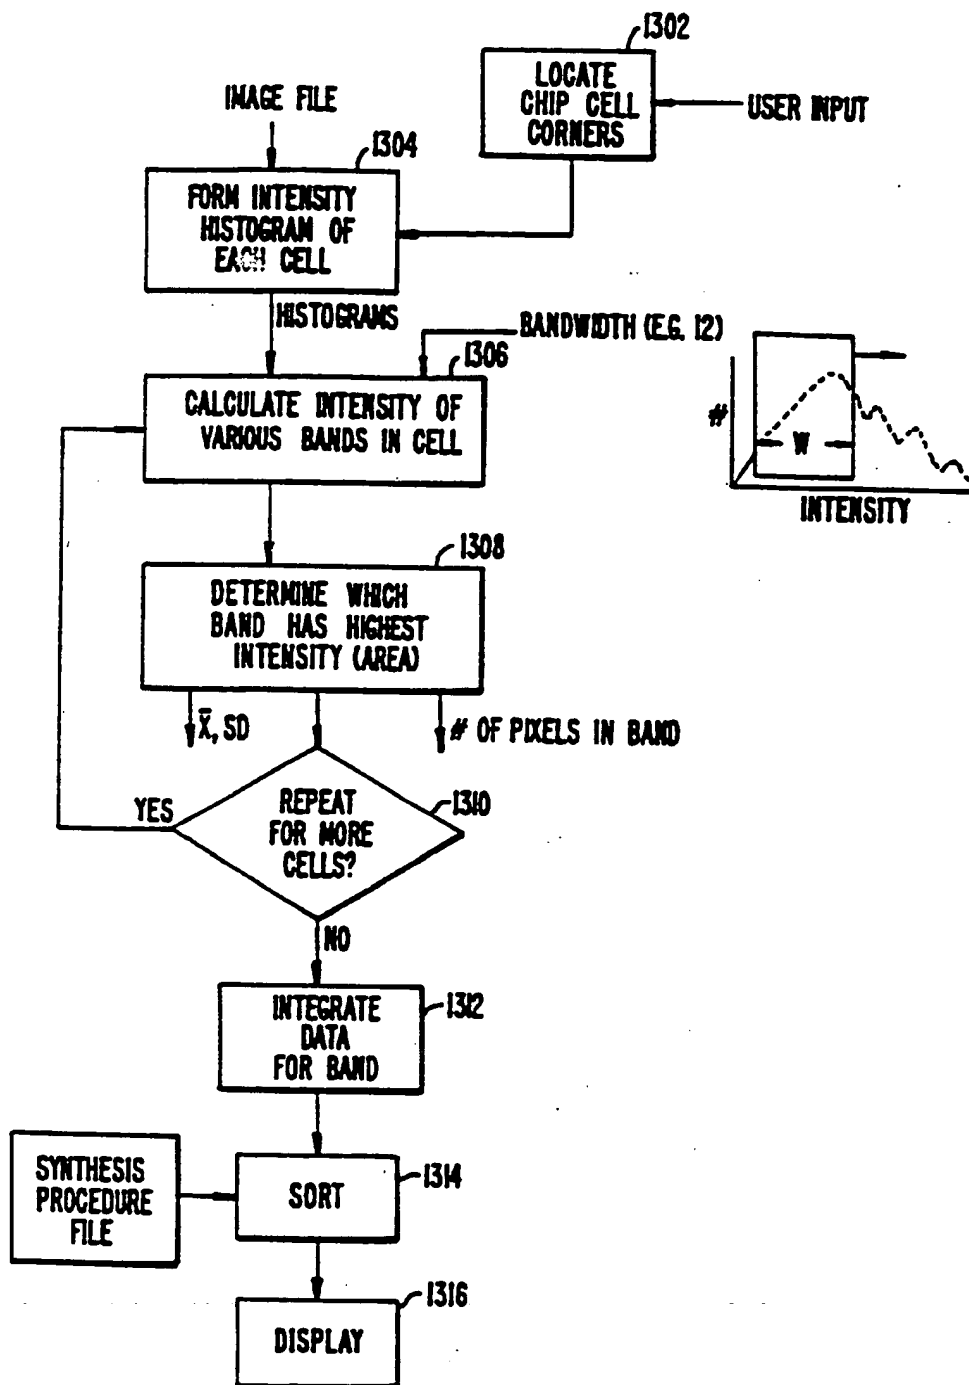 1302
LOCATE
CHIP CELL
CORNERS
USER INPUT
IMAGE FILE
1304
FORM INTENSITY
HISTOGRAM OF
EACH CELL
HISTOGRAMS
BANDWIDTH (E.G. 12)
1306
CALCULATE INTENSITY OF
VARIOUS BANDS IN CELL
#
W
INTENSITY
1308
DETERMINE WHICH
BAND HAS HIGHEST
INTENSITY (AREA)
X̄, SD
# OF PIXELS IN BAND
YES
REPEAT
FOR MORE
CELLS?
1310
NO
INTEGRATE
DATA
FOR BAND
1312
SYNTHESIS
PROCEDURE
FILE
SORT
1314
DISPLAY
1316